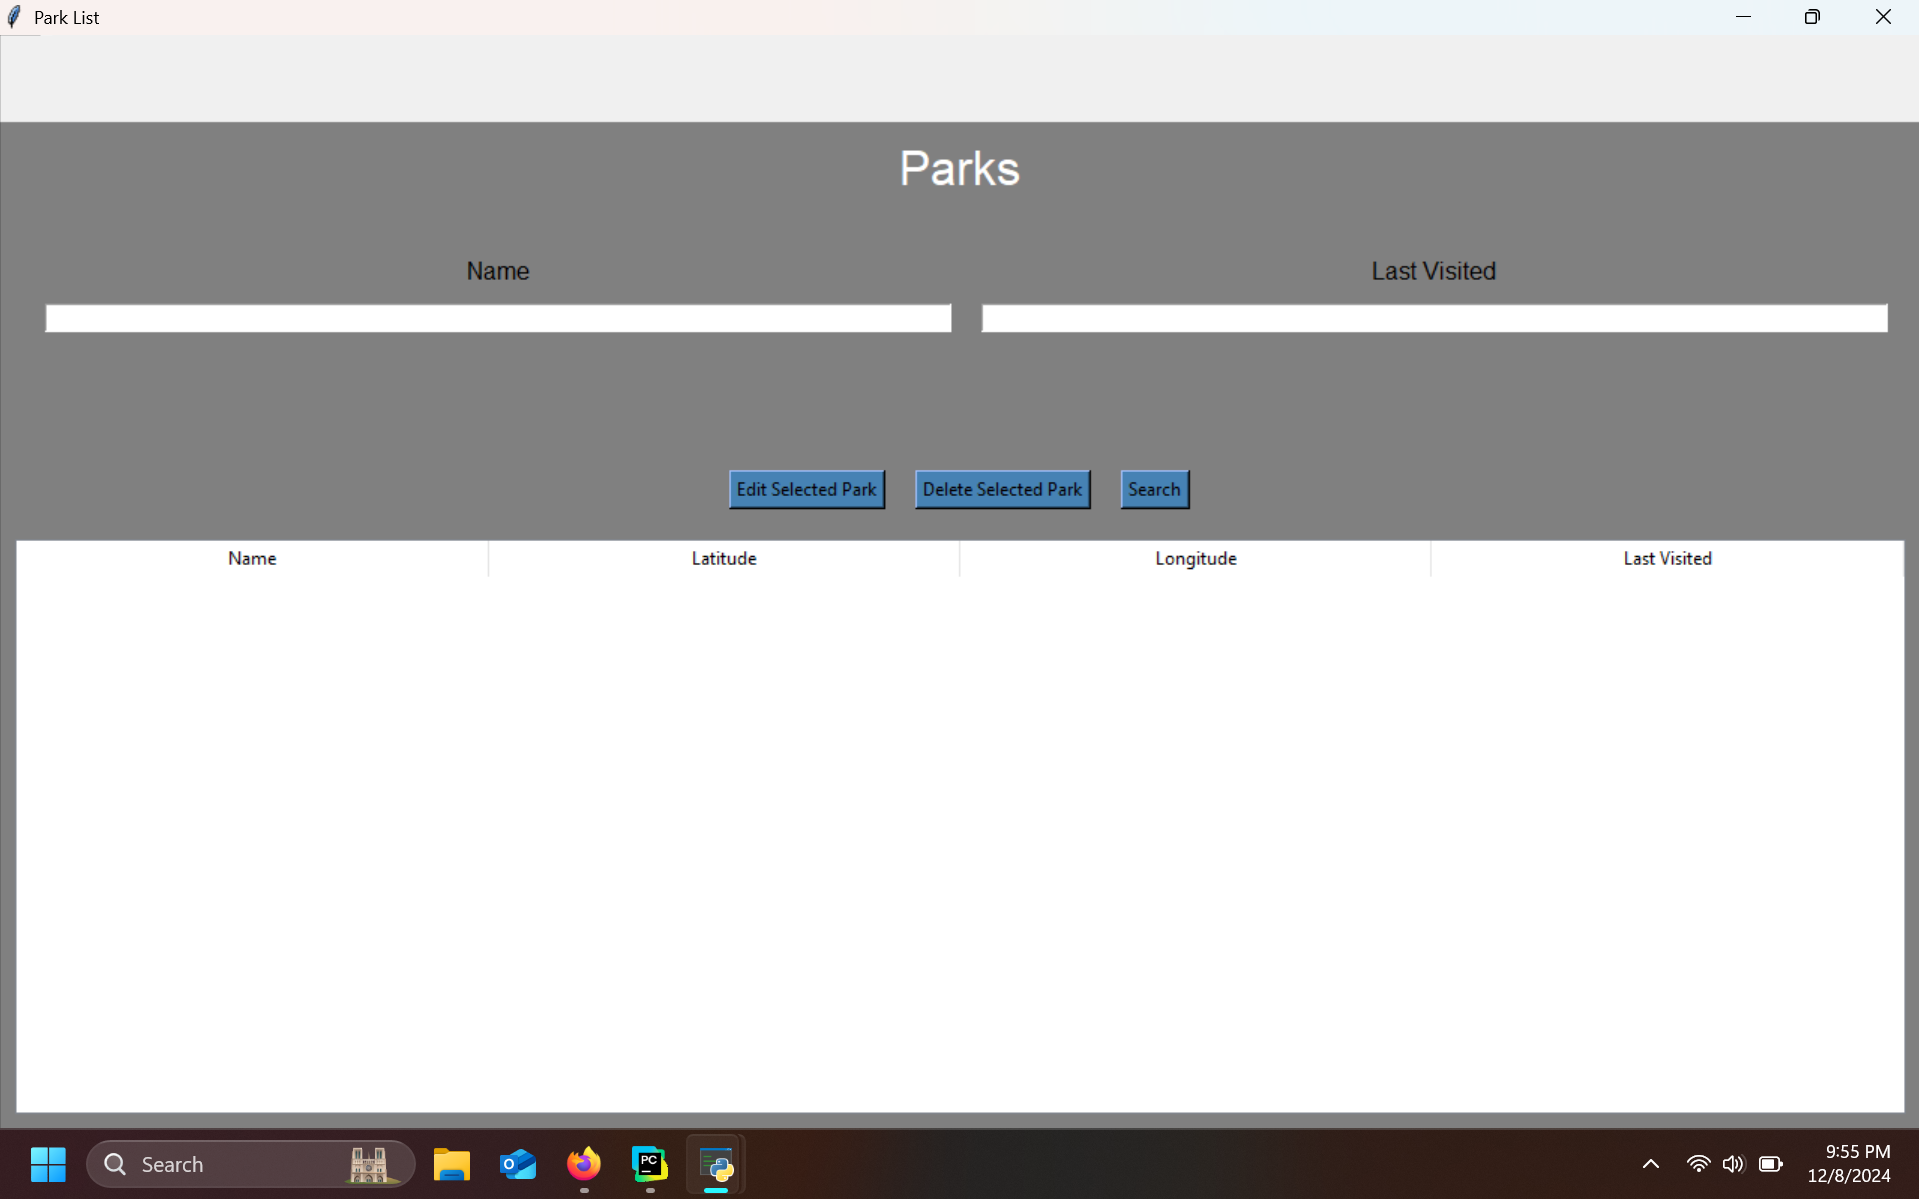 Park List
Parks
Name
Last Visited
Edit Selected Park
Delete Selected Park
Search
Name
Latitude
Longitude
Last Visited
Search
PC
9:55 PM
12/8/2024